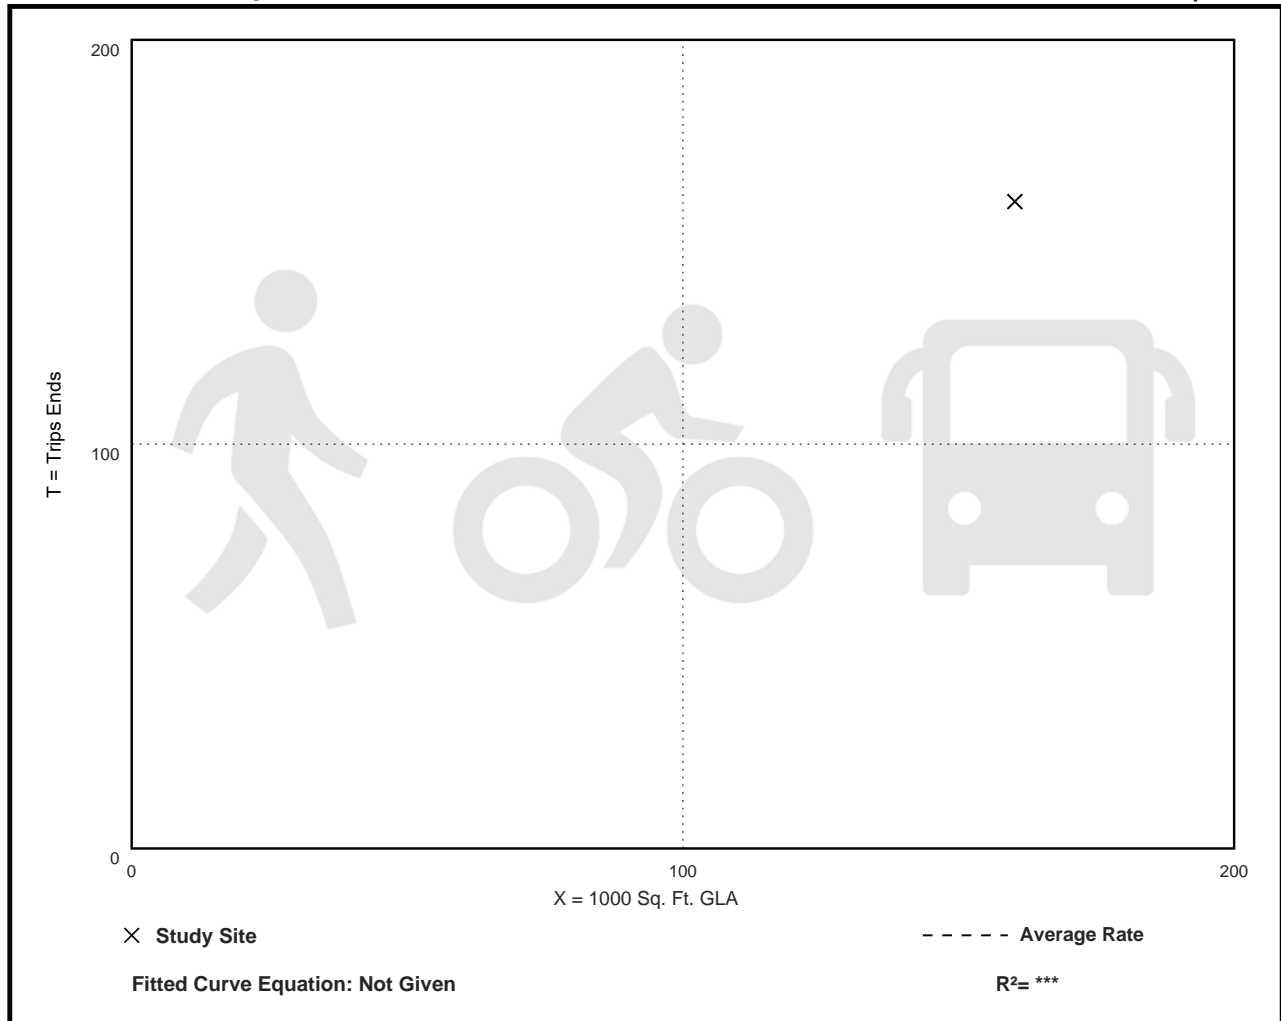 200
100
0
T = Trips Ends
0 100 200
X = 1000 Sq. Ft. GLA
Study Site
Average Rate
Fitted Curve Equation: Not Given
R²= ***